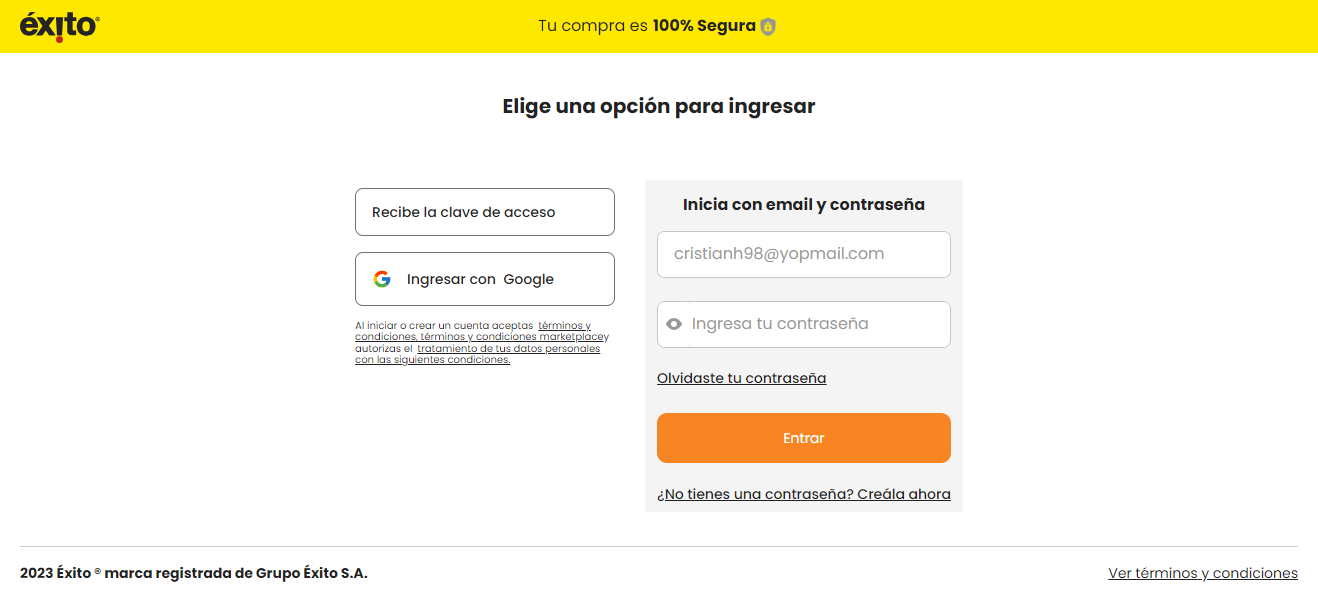 éxito®
Tu compra es 100% Segura
Elige una opción para ingresar
Recibe la clave de acceso
Ingresar con Google
Al iniciar o crear un cuenta aceptas términos y
condiciones, términos y condiciones marketplacey
autorizas el tratamiento de tus datos personales
con las siguientes condiciones.
Inicia con email y contraseña
cristianh98@yopmail.com
Ingresa tu contraseña
Olvidaste tu contraseña
Entrar
¿No tienes una contraseña? Creála ahora
2023 Éxito ® marca registrada de Grupo Éxito S.A.
Ver términos y condiciones